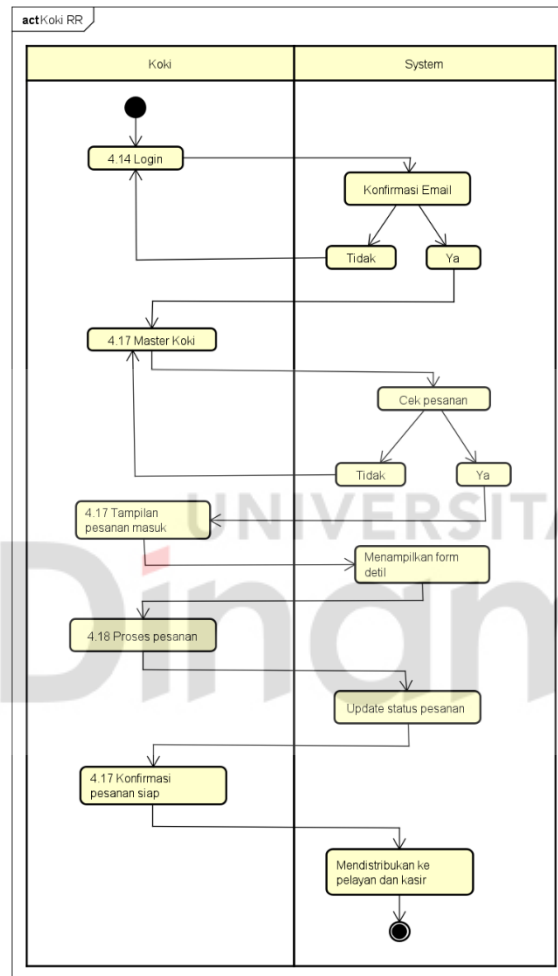 act Koki RR
Koki
System
4.14 Login
Konfirmasi Email
Tidak
Ya
4.17 Master Koki
Cek pesanan
Tidak
Ya
4.17 Tampilan
pesanan masuk
UNIVERSITA
Menampilkan form
detil
Dinam
4.18 Proses pesanan
Update status pesanan
4.17 Konfirmasi
pesanan siap
Mendistribukan ke
pelayan dan kasir